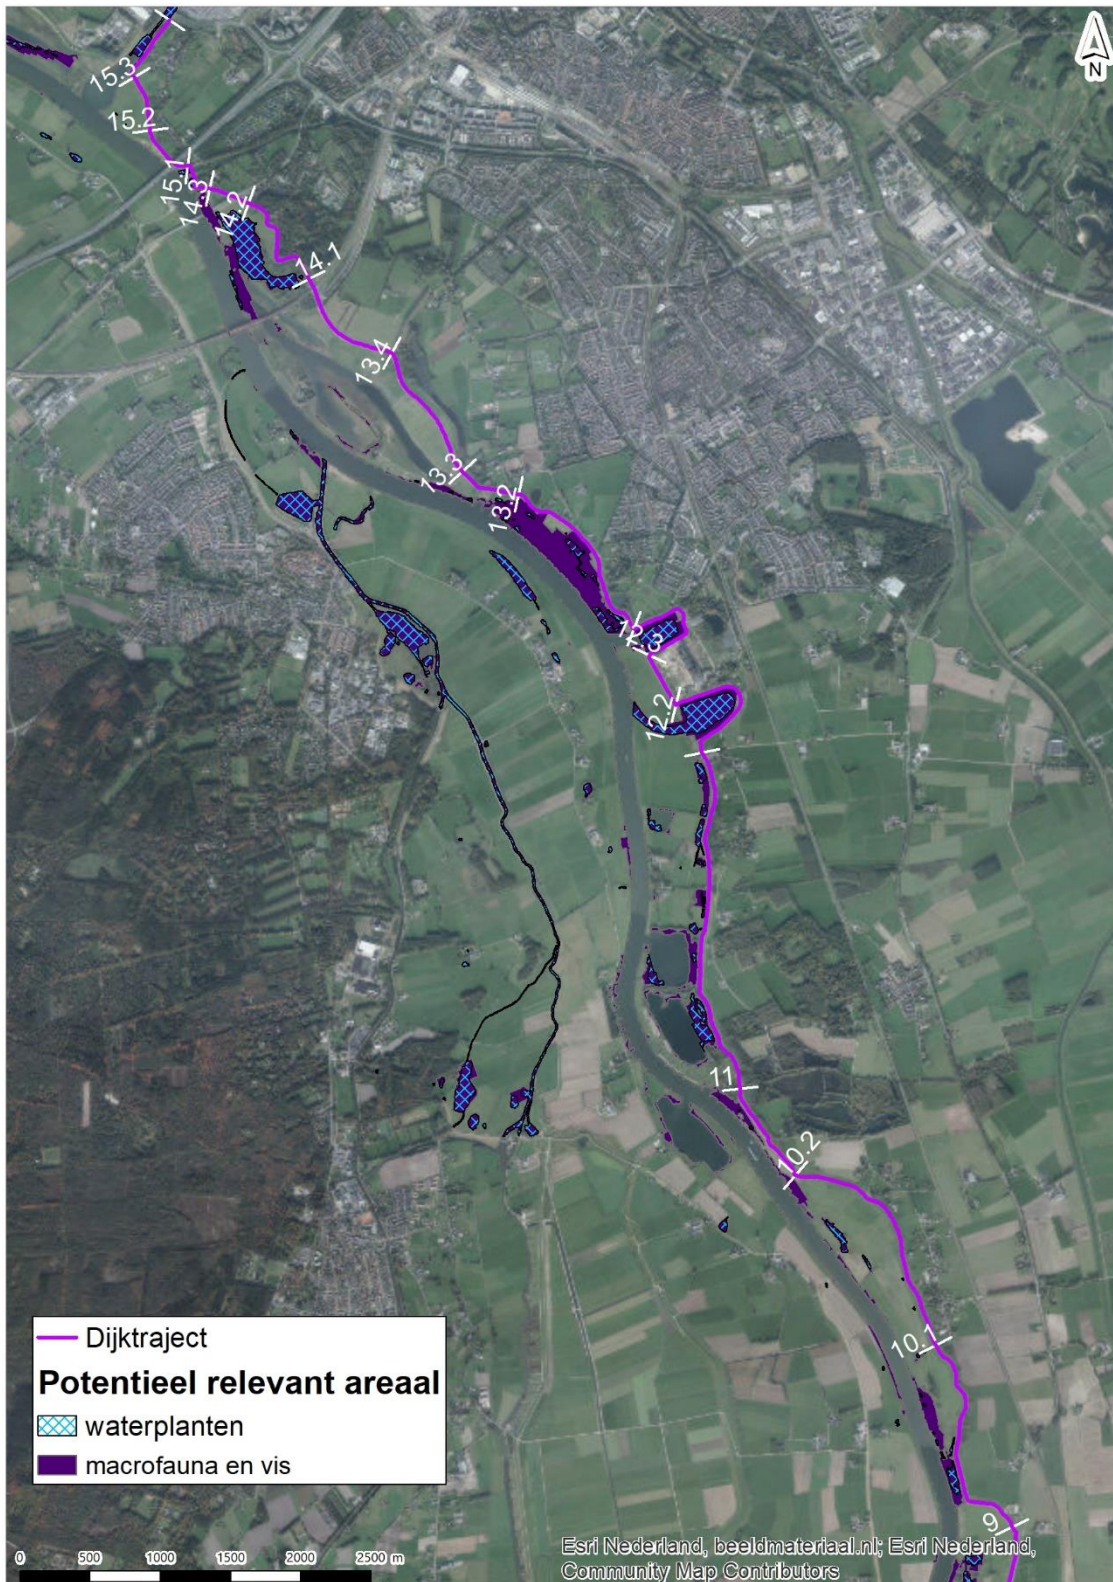 N
15.3
15.2
15.1
14.3
14.2
14.1
13.4
13.3
13.2
12.3
12.2
11
10.2
10.1
9
Dijktraject
Potentieel relevant areaal
waterplanten
macrofauna en vis
0 500 1000 1500 2000 2500 m
Esri Nederland, beeldmateriaal.nl; Esri Nederland,
Community Map Contributors